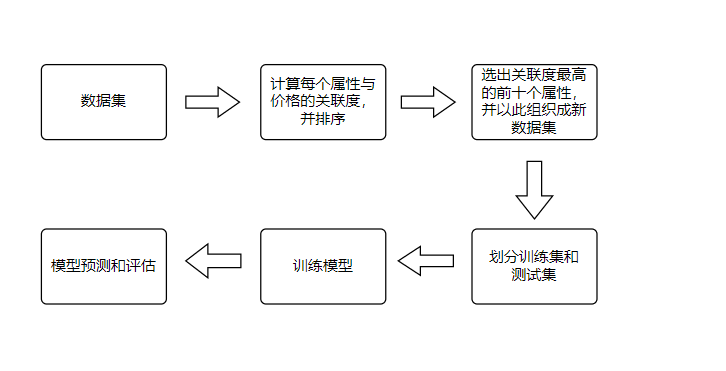 数据集
计算每个属性与
价格的关联度，
并排序
选出关联度最高
的前十个属性，
并以此组织成新
数据集
划分训练集和
测试集
训练模型
模型预测和评估